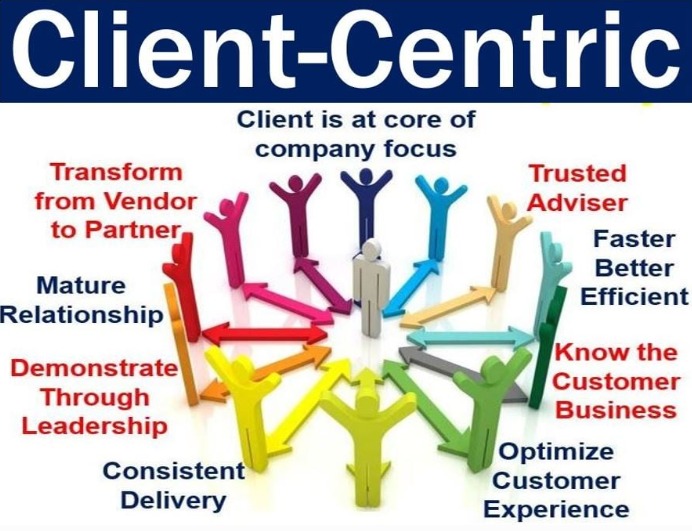 Client-Centric
Client is at core of
company focus
Transform
from Vendor
to Partner
Trusted
Adviser
Faster
Better
Efficient
Mature
Relationship
Demonstrate
Through
Leadership
Know the
Customer
Business
Consistent
Delivery
Optimize
Customer
Experience